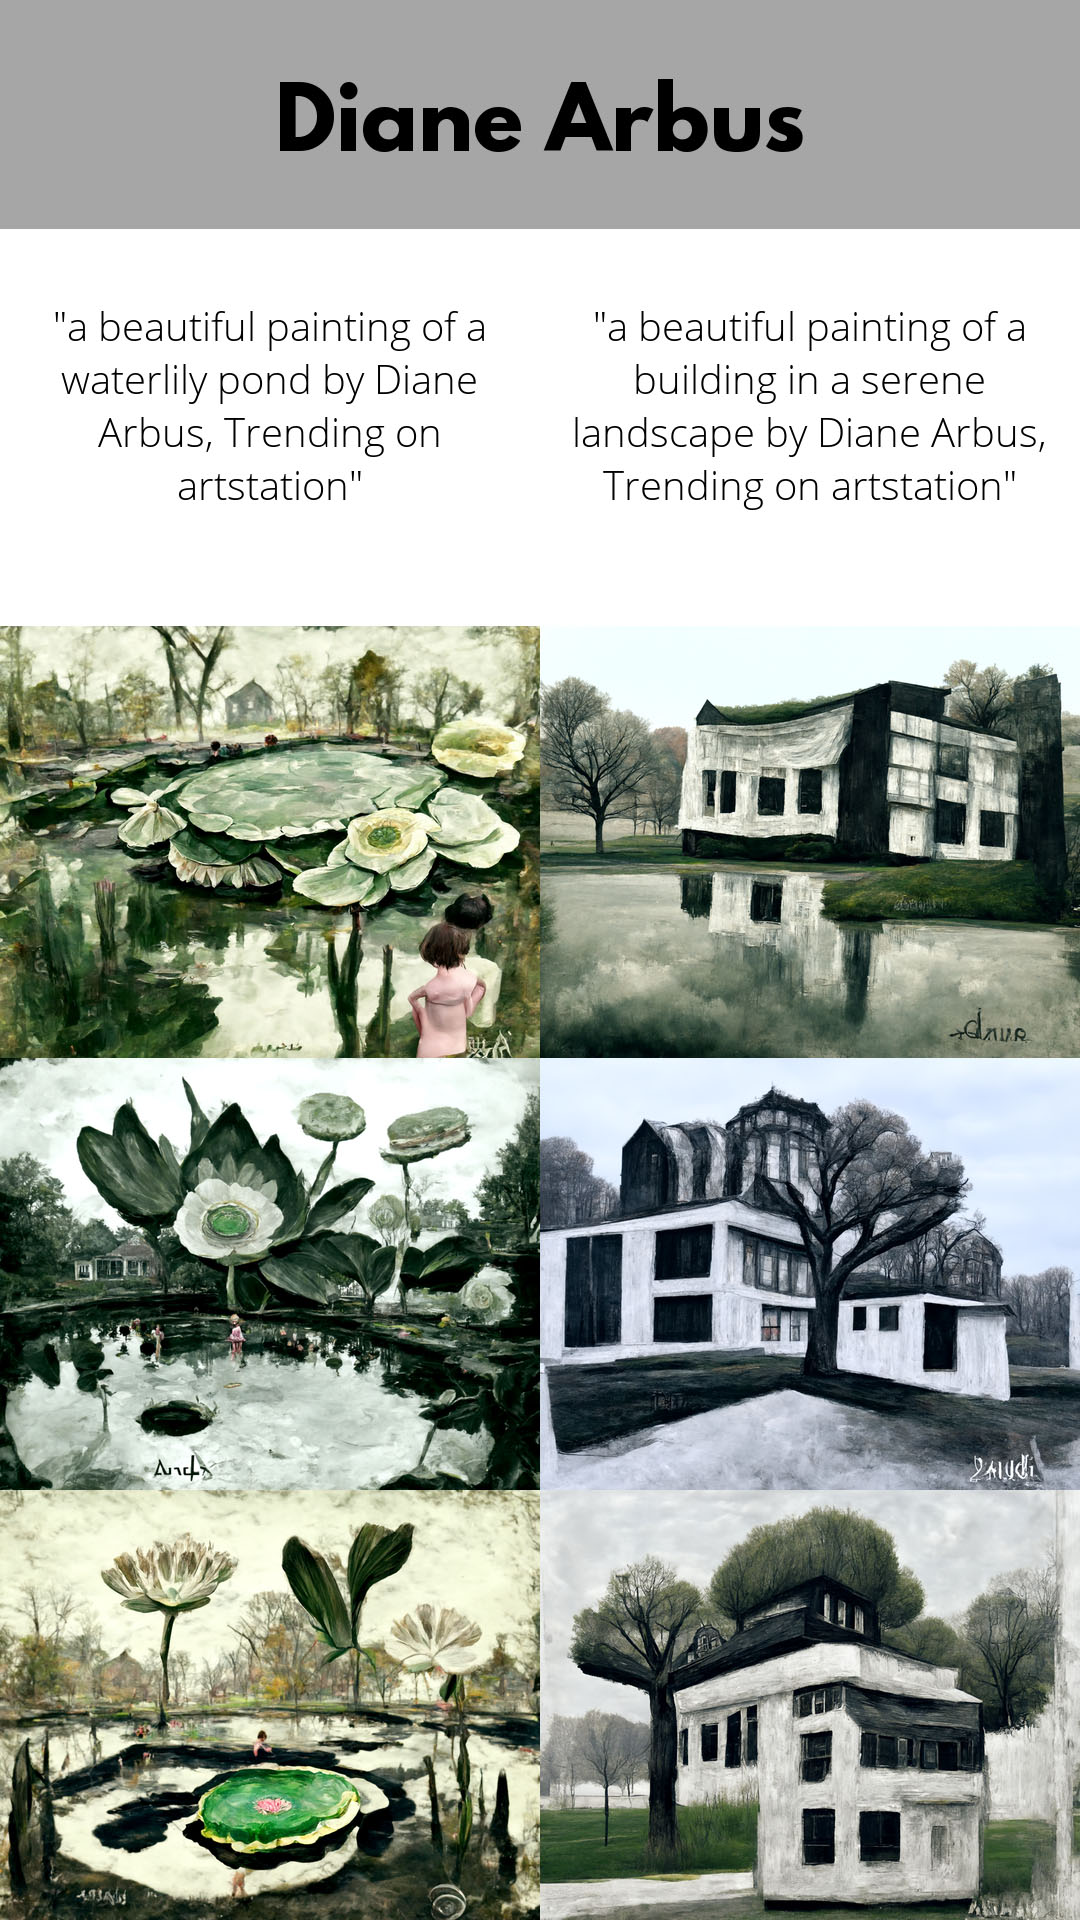 Diane Arbus
"a beautiful painting of a
waterlily pond by Diane
Arbus, Trending on
artstation"
"a beautiful painting of a
building in a serene
landscape by Diane Arbus,
Trending on artstation"